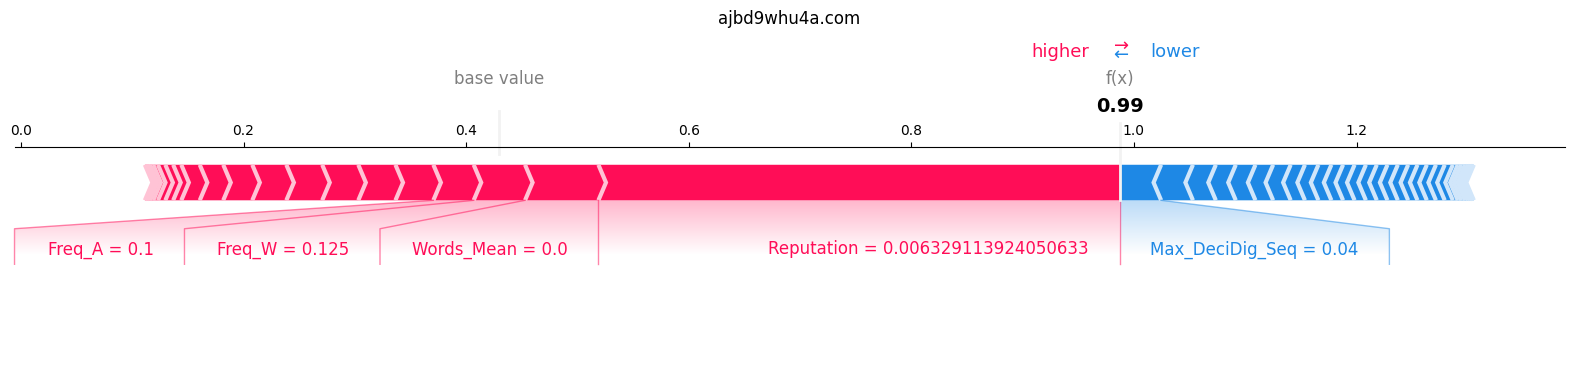 ajbd9whu4a.com
higher ⇄ lower
base value f(x)
0.99
0.0 0.2 0.4 0.6 0.8 1.0 1.2
Freq_A = 0.1 Freq_W = 0.125 Words_Mean = 0.0 Reputation = 0.006329113924050633 Max_DeciDig_Seq = 0.04